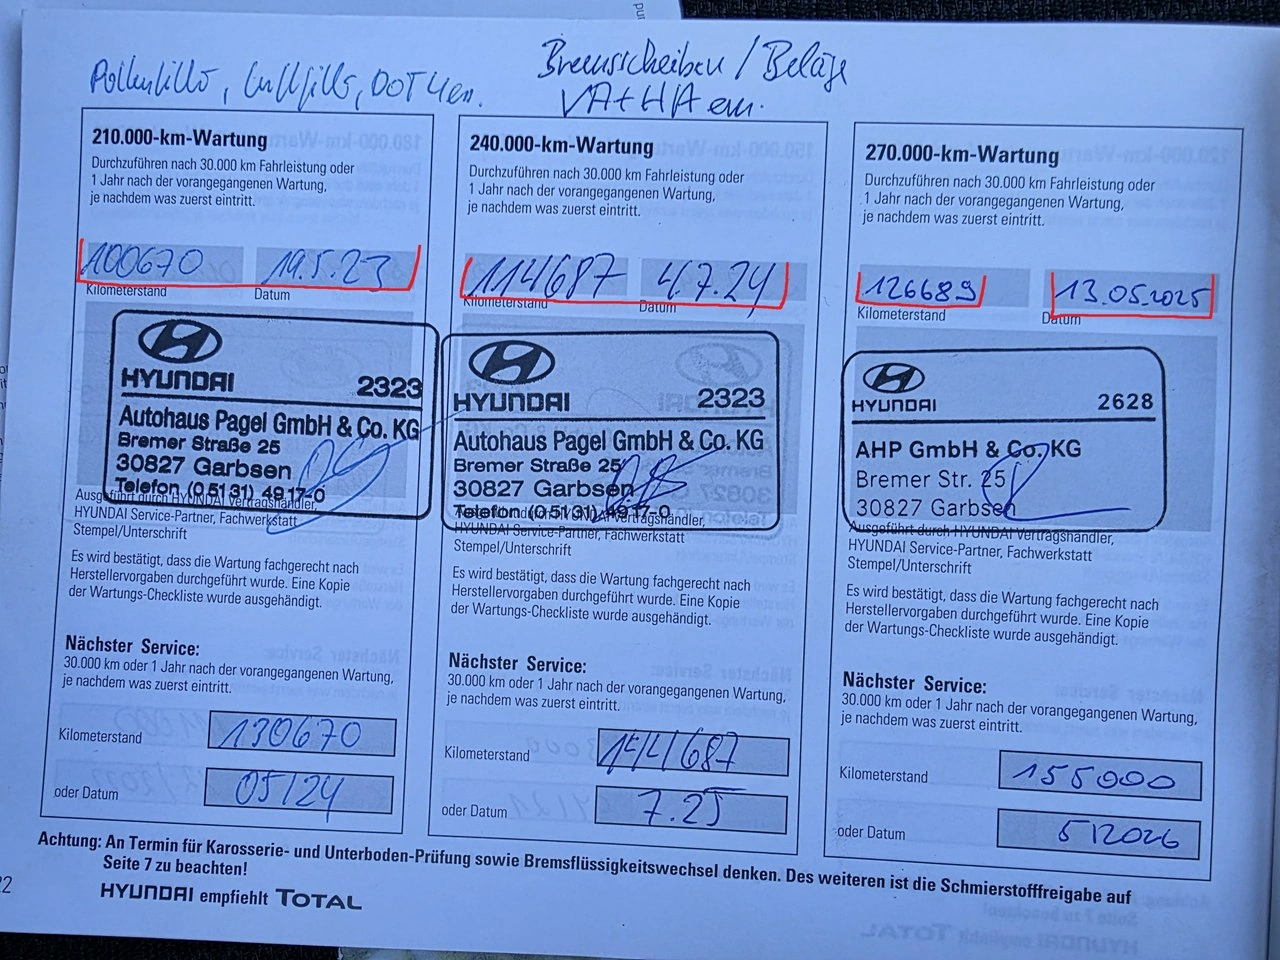 Pollenfilter, Luftfilter, DOT4 ern.
Bremsscheiben / Beläge
VA+HA ern.
210.000-km-Wartung
Durchzuführen nach 30.000 km Fahrleistung oder
1 Jahr nach der vorangegangenen Wartung,
je nachdem was zuerst eintritt.
100670 19.5.23
Kilometerstand Datum
HYUNDAI 2323
Autohaus Pagel GmbH & Co. KG
Bremer Straße 25
30827 Garbsen
Telefon (0 51 31) 49 17-0
Ausgeführt durch HYUNDAI Vertragshändler,
HYUNDAI Service-Partner, Fachwerkstatt
Stempel/Unterschrift
Es wird bestätigt, dass die Wartung fachgerecht nach
Herstellervorgaben durchgeführt wurde. Eine Kopie
der Wartungs-Checkliste wurde ausgehändigt.
Nächster Service:
30.000 km oder 1 Jahr nach der vorangegangenen Wartung,
je nachdem was zuerst eintritt.
Kilometerstand 130670
oder Datum 05/24
240.000-km-Wartung
Durchzuführen nach 30.000 km Fahrleistung oder
1 Jahr nach der vorangegangenen Wartung,
je nachdem was zuerst eintritt.
114687 4.7.24
Kilometerstand Datum
HYUNDAI 2323
Autohaus Pagel GmbH & Co. KG
Bremer Straße 25
30827 Garbsen
Telefon (0 51 31) 49 17-0
Ausgeführt durch HYUNDAI Vertragshändler,
HYUNDAI Service-Partner, Fachwerkstatt
Stempel/Unterschrift
Es wird bestätigt, dass die Wartung fachgerecht nach
Herstellervorgaben durchgeführt wurde. Eine Kopie
der Wartungs-Checkliste wurde ausgehändigt.
Nächster Service:
30.000 km oder 1 Jahr nach der vorangegangenen Wartung,
je nachdem was zuerst eintritt.
Kilometerstand 144687
oder Datum 7.25
270.000-km-Wartung
Durchzuführen nach 30.000 km Fahrleistung oder
1 Jahr nach der vorangegangenen Wartung,
je nachdem was zuerst eintritt.
126689 13.05.2025
Kilometerstand Datum
HYUNDAI 2628
AHP GmbH & Co. KG
Bremer Str. 25
30827 Garbsen
Ausgeführt durch HYUNDAI Vertragshändler,
HYUNDAI Service-Partner, Fachwerkstatt
Stempel/Unterschrift
Es wird bestätigt, dass die Wartung fachgerecht nach
Herstellervorgaben durchgeführt wurde. Eine Kopie
der Wartungs-Checkliste wurde ausgehändigt.
Nächster Service:
30.000 km oder 1 Jahr nach der vorangegangenen Wartung,
je nachdem was zuerst eintritt.
Kilometerstand 155000
oder Datum 5/2026
Achtung: An Termin für Karosserie- und Unterboden-Prüfung sowie Bremsflüssigkeitswechsel denken. Des weiteren ist die Schmierstofffreigabe auf
Seite 7 zu beachten!
HYUNDAI empfiehlt TOTAL